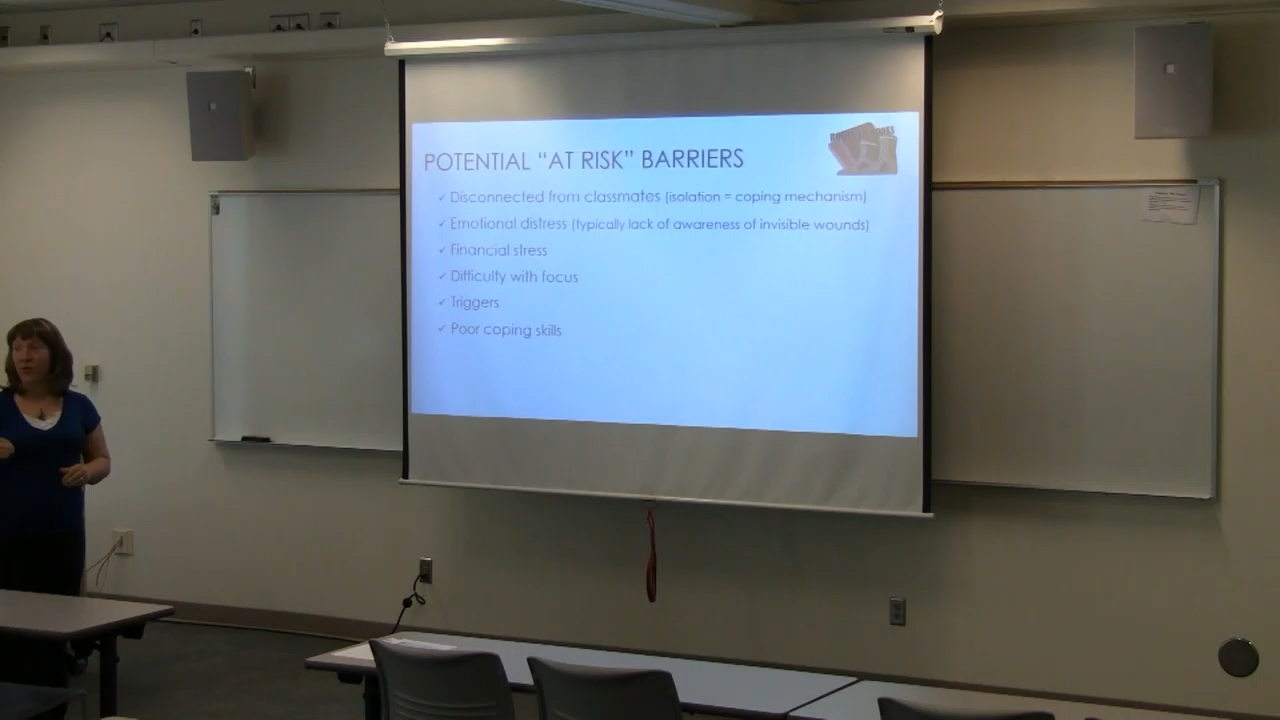 POTENTIAL “AT RISK” BARRIERS
✓ Disconnected from classmates (isolation = coping mechanism)
✓ Emotional distress (typically lack of awareness of invisible wounds)
✓ Financial stress
✓ Difficulty with focus
✓ Triggers
✓ Poor coping skills